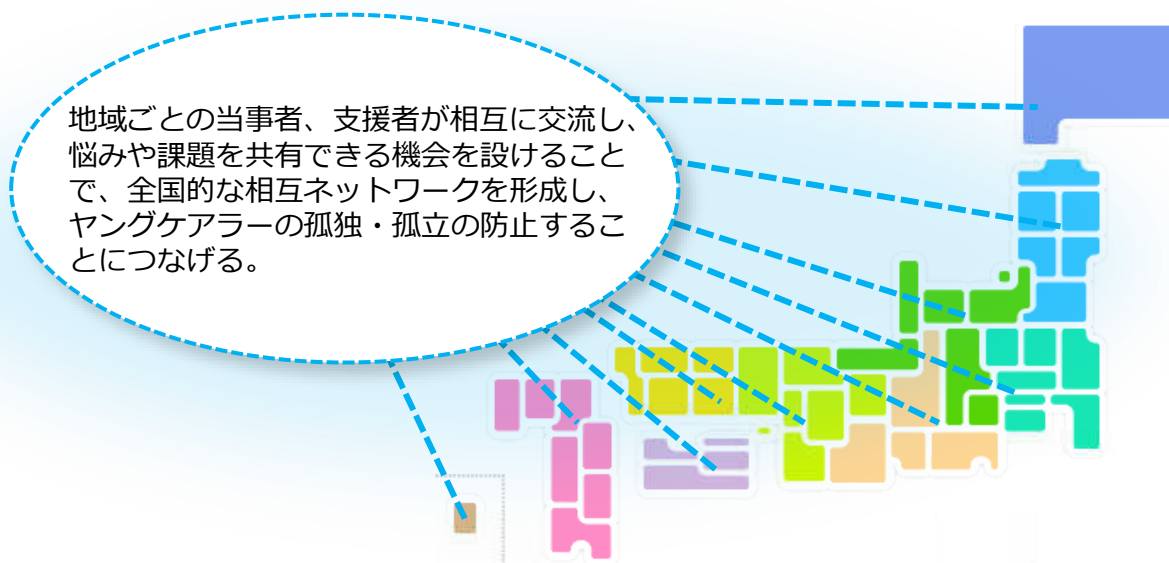 地域ごとの当事者、支援者が相互に交流し、
悩みや課題を共有できる機会を設けること
で、全国的な相互ネットワークを形成し、
ヤングケアラーの孤独・孤立の防止するこ
とにつなげる。